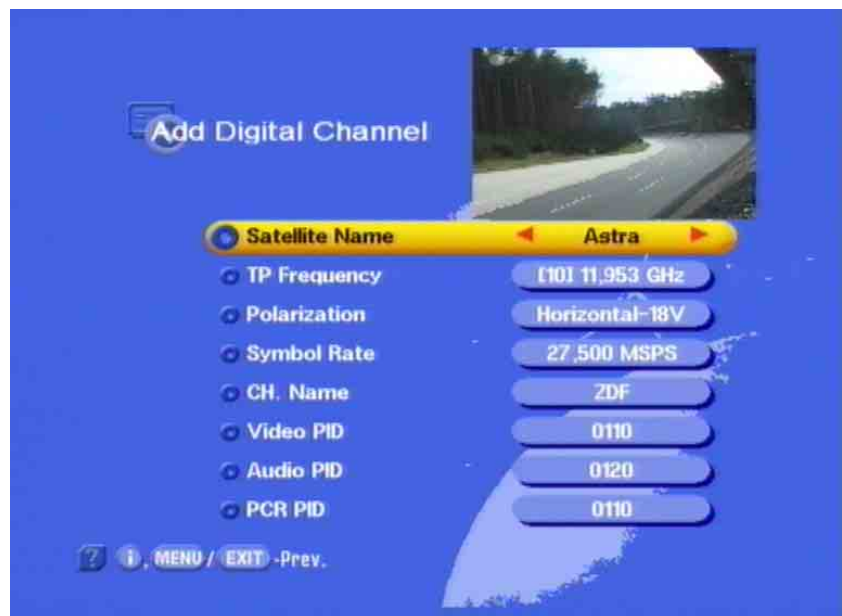 Add Digital Channel
Satellite Name Astra
TP Frequency [10] 11,953 GHz
Polarization Horizontal-18V
Symbol Rate 27,500 MSPS
CH. Name ZDF
Video PID 0110
Audio PID 0120
PCR PID 0110
? i, MENU / EXIT -Prev.